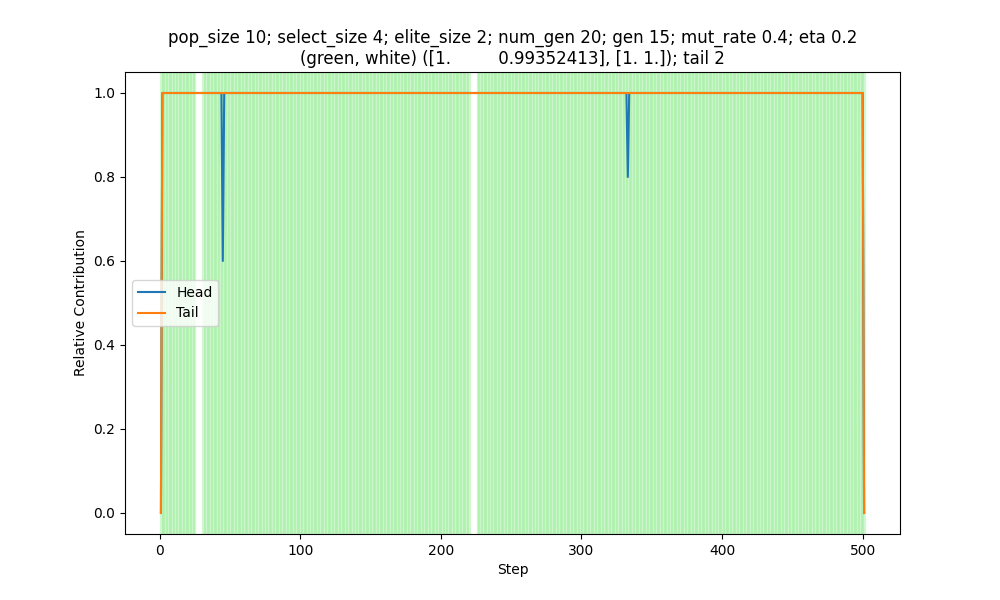 pop_size 10; select_size 4; elite_size 2; num_gen 20; gen 15; mut_rate 0.4; eta 0.2
(green, white) ([1.         0.99352413], [1. 1.]); tail 2
1.0
0.8
0.6
0.4
0.2
0.0
Relative Contribution
Head
Tail
0
100
200
300
400
500
Step